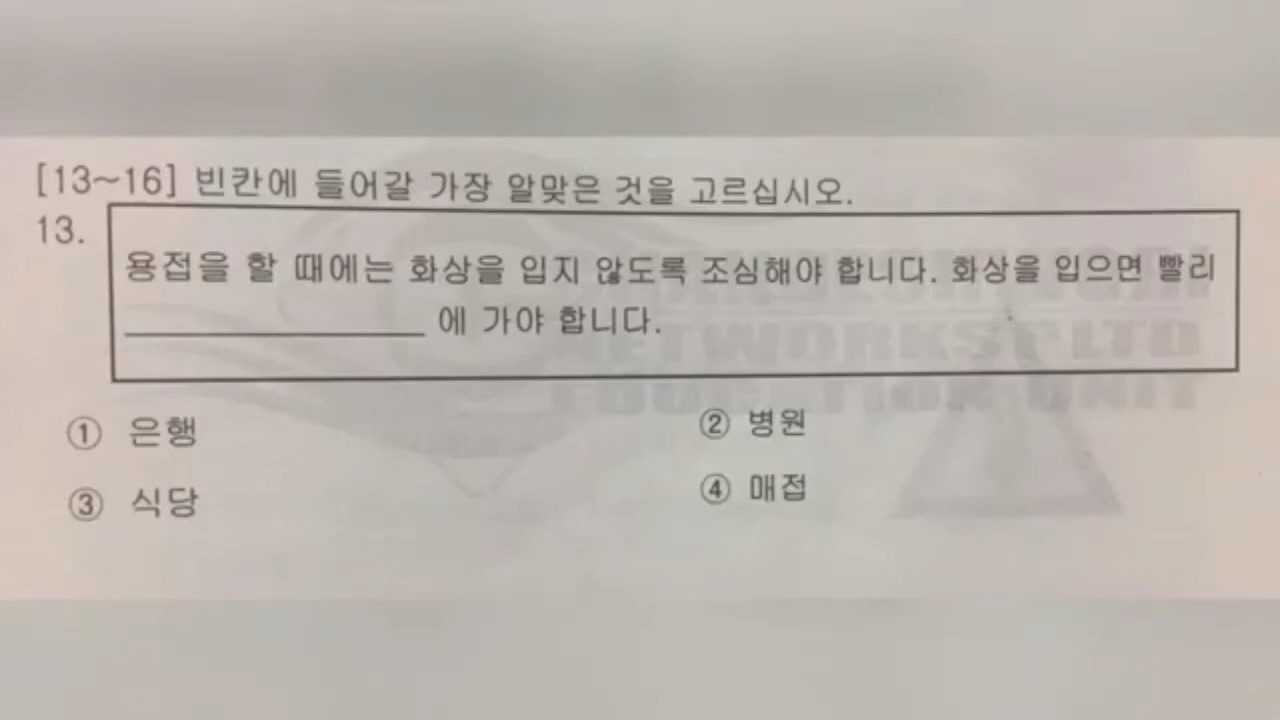 [13~16] 빈칸에 들어갈 가장 알맞은 것을 고르십시오.
13.
용접을 할 때에는 화상을 입지 않도록 조심해야 합니다. 화상을 입으면 빨리
______________ 에 가야 합니다.
① 은행
② 병원
③ 식당
④ 매접